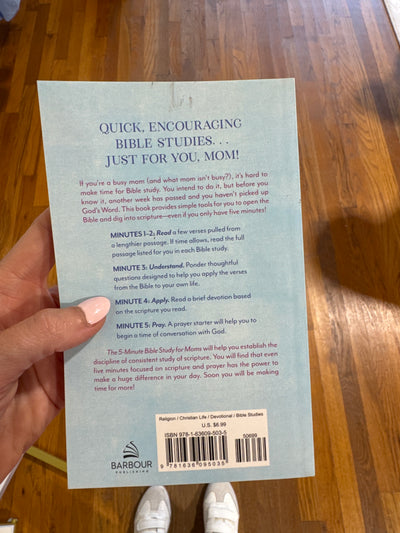 QUICK, ENCOURAGING
BIBLE STUDIES. . .
JUST FOR YOU, MOM!
If you're a busy mom (and what mom isn't busy?), it's hard to
make time for Bible study. You intend to do it, but before you
know it, another week has passed and you haven't picked up
God's Word. This book provides simple tools for you to open the
Bible and dig into scripture—even if you only have five minutes!
MINUTES 1–2: Read a few verses pulled from
a lengthier passage. If time allows, read the full
passage listed for you in each Bible study.
MINUTE 3: Understand. Ponder thoughtful
questions designed to help you apply the verses
from the Bible to your own life.
MINUTE 4: Apply. Read a brief devotion based
on the scripture you read.
MINUTE 5: Pray. A prayer starter will help you to
begin a time of conversation with God.
The 5-Minute Bible Study for Moms will help you establish the
discipline of consistent study of scripture. You will find that even
five minutes focused on scripture and prayer has the power to
make a huge difference in your day. Soon you will be making
time for more!
Religion / Christian Life / Devotional / Bible Studies
U.S. $6.99
ISBN 978-1-63609-503-5
50699
9 781636 095035
BARBOUR
PUBLISHING